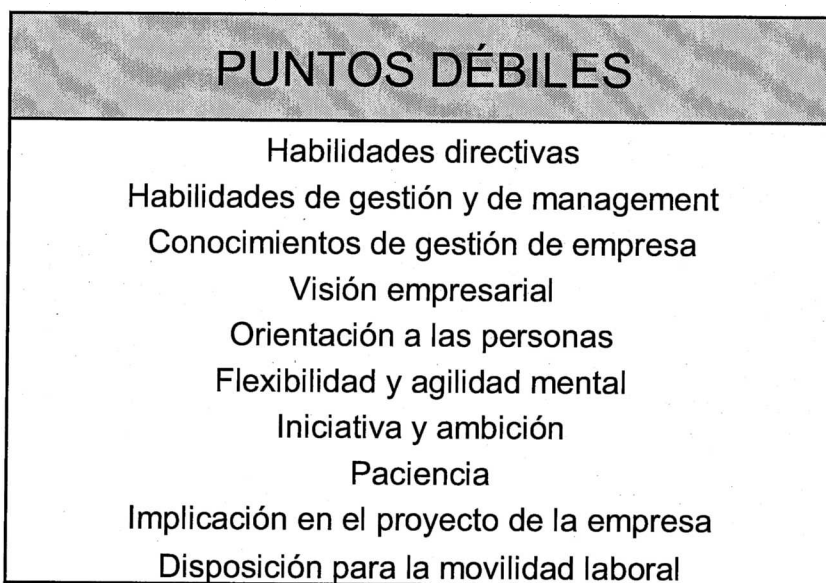 PUNTOS DÉBILES
Habilidades directivas
Habilidades de gestión y de management
Conocimientos de gestión de empresa
Visión empresarial
Orientación a las personas
Flexibilidad y agilidad mental
Iniciativa y ambición
Paciencia
Implicación en el proyecto de la empresa
Disposición para la movilidad laboral